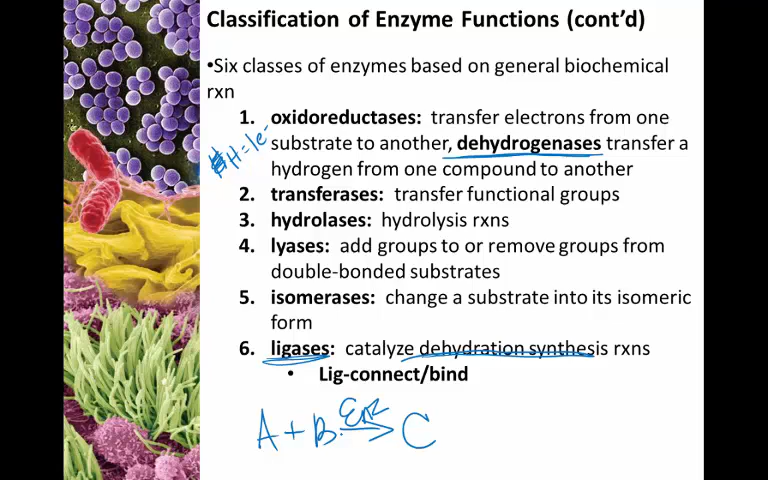 Classification of Enzyme Functions (cont'd)
•Six classes of enzymes based on general biochemical
rxn
1. oxidoreductases: transfer electrons from one
substrate to another, dehydrogenases transfer a
hydrogen from one compound to another
H=1e-
2. transferases: transfer functional groups
3. hydrolases: hydrolysis rxns
4. lyases: add groups to or remove groups from
double-bonded substrates
5. isomerases: change a substrate into its isomeric
form
6. ligases: catalyze dehydration synthesis rxns
• Lig-connect/bind
Enz
A + B → C